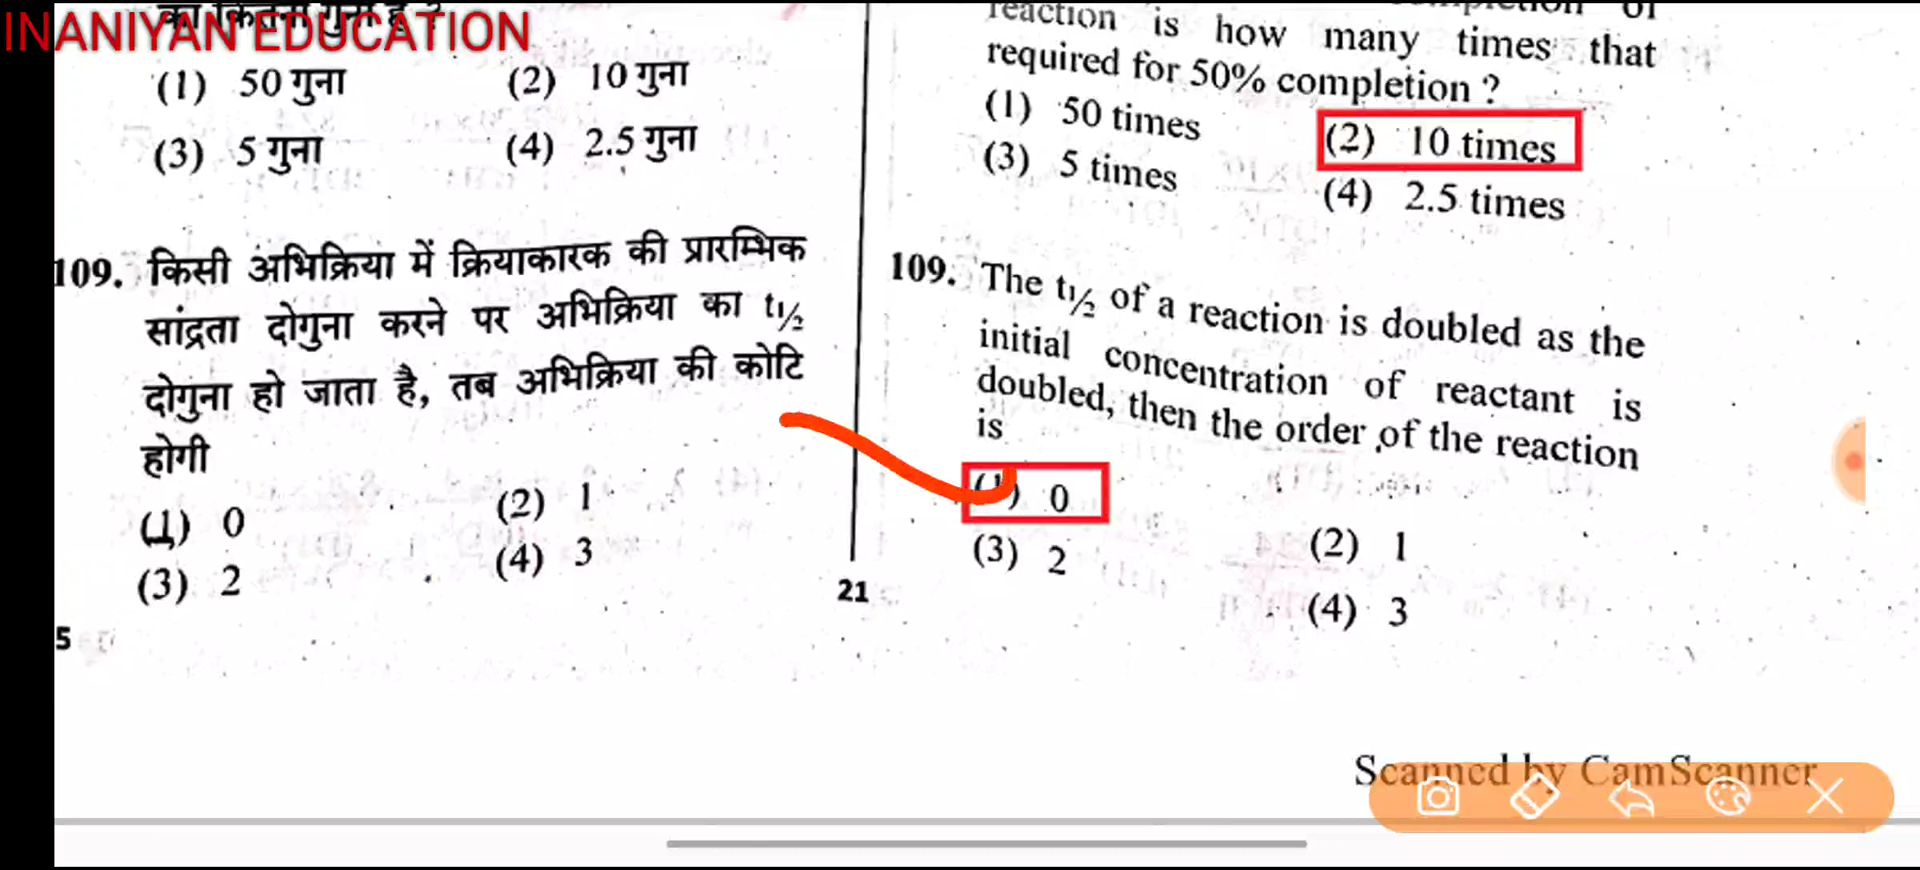 का कितना गुना है ?
INANIYAN EDUCATION
(1) 50 गुना (2) 10 गुना
(3) 5 गुना (4) 2.5 गुना
109. किसी अभिक्रिया में क्रियाकारक की प्रारम्भिक
सांद्रता दोगुना करने पर अभिक्रिया का t½
दोगुना हो जाता है, तब अभिक्रिया की कोटि
होगी
(1) 0 (2) 1
(3) 2 (4) 3
5
21
of
reaction is how many times that
required for 50% completion ?
(1) 50 times (2) 10 times
(3) 5 times (4) 2.5 times
109. The t½ of a reaction is doubled as the
initial concentration of reactant is
doubled, then the order of the reaction
is
(1) 0
(2) 1
(3) 2
(4) 3
Scanned by CamScanner